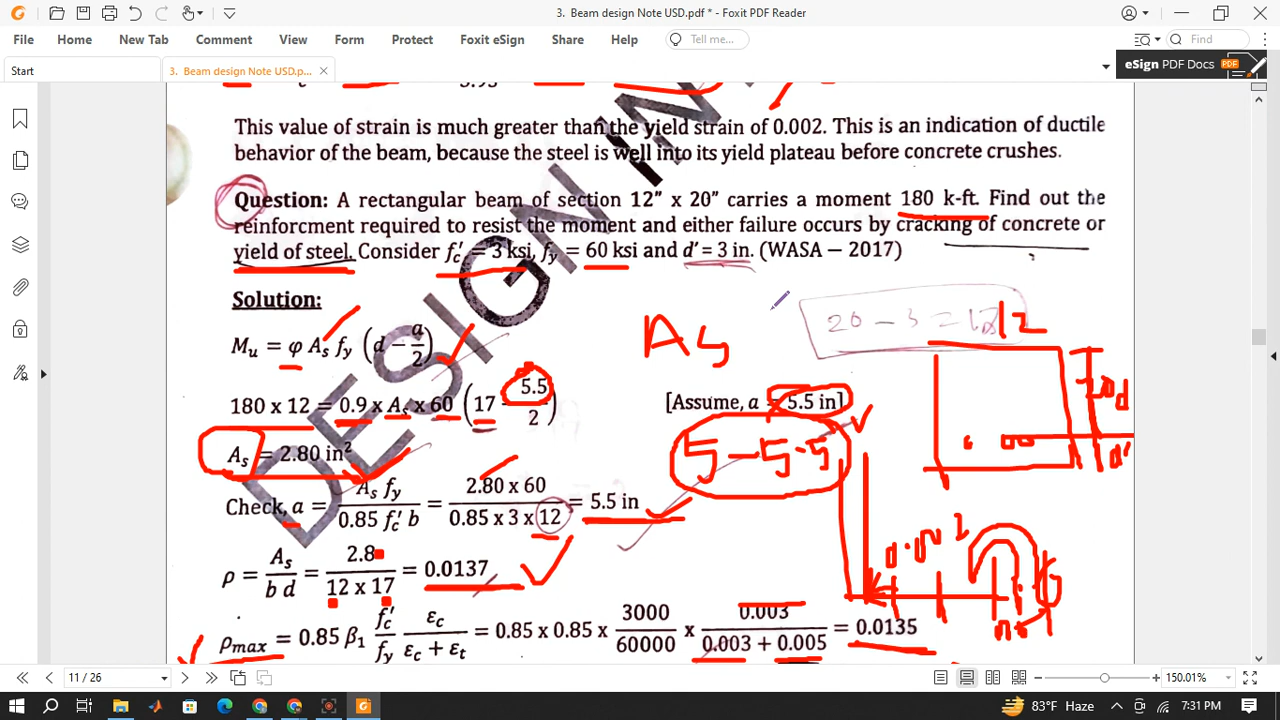 3. Beam design Note USD.pdf * - Foxit PDF Reader
File Home New Tab Comment View Form Protect Foxit eSign Share Help Tell me... Find
Start 3. Beam design Note USD.p... eSign PDF Docs
This value of strain is much greater than the yield strain of 0.002. This is an indication of ductile
behavior of the beam, because the steel is well into its yield plateau before concrete crushes.
Question: A rectangular beam of section 12” x 20” carries a moment 180 k-ft. Find out the
reinforcment required to resist the moment and either failure occurs by cracking of concrete or
yield of steel. Consider f'c = 3 ksi, fy = 60 ksi and d' = 3 in. (WASA – 2017)
Solution:
20 – 3 = 17
12
As
Mu = φ As fy (d − a/2)
180 x 12 = 0.9 x As x 60 (17 − 5.5/2) [Assume, a = 5.5 in]
d
5 – 5.5
d'
As = 2.80 in²
Check, a = As fy / 0.85 f'c b = 2.80 x 60 / 0.85 x 3 x 12 = 5.5 in
ρ = As / b d = 2.8 / 12 x 17 = 0.0137
ρmax = 0.85 β1 f'c/fy εc/(εc + εt) = 0.85 x 0.85 x 3000/60000 x 0.003/(0.003 + 0.005) = 0.0135
DESIGN IN
11 / 26 150.01%
83°F Haze 7:31 PM